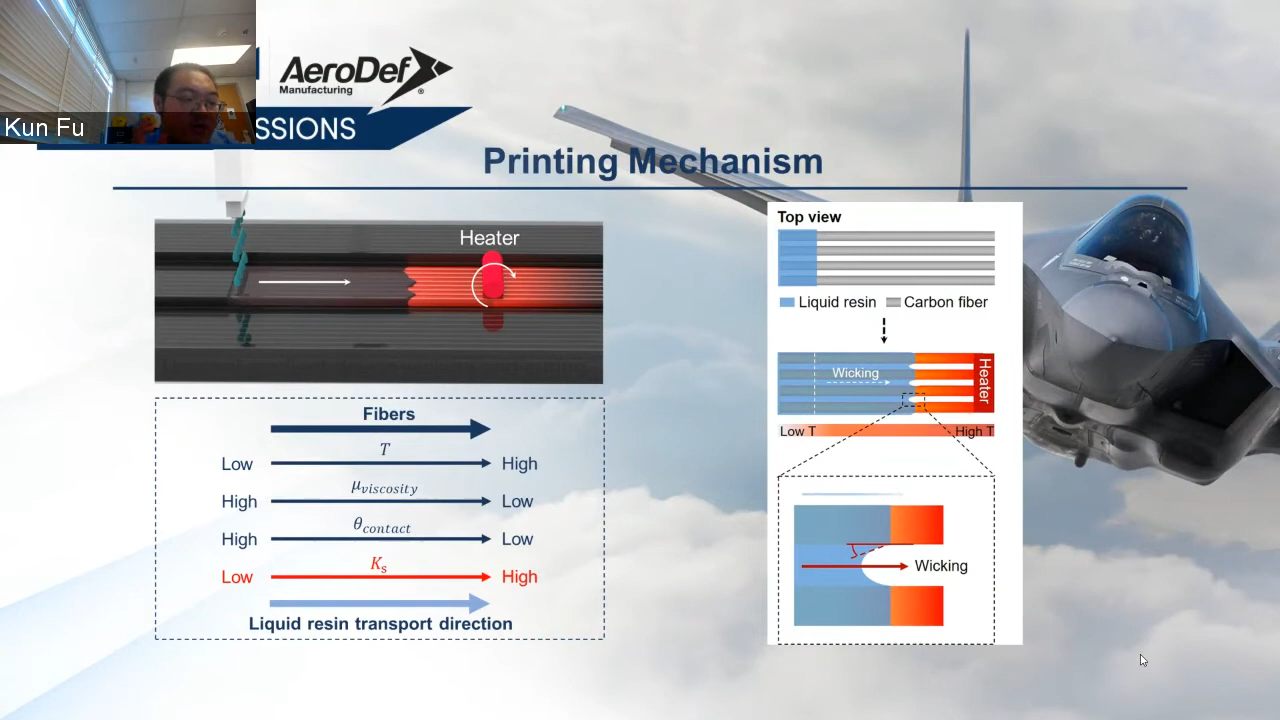 AeroDef
Manufacturing ®
Kun Fu
SSIONS
Printing Mechanism
Heater
Fibers
T
Low High
μviscosity
High Low
θcontact
High Low
Ks
Low High
Liquid resin transport direction
Top view
Liquid resin Carbon fiber
Wicking
Heater
Low T High T
Wicking